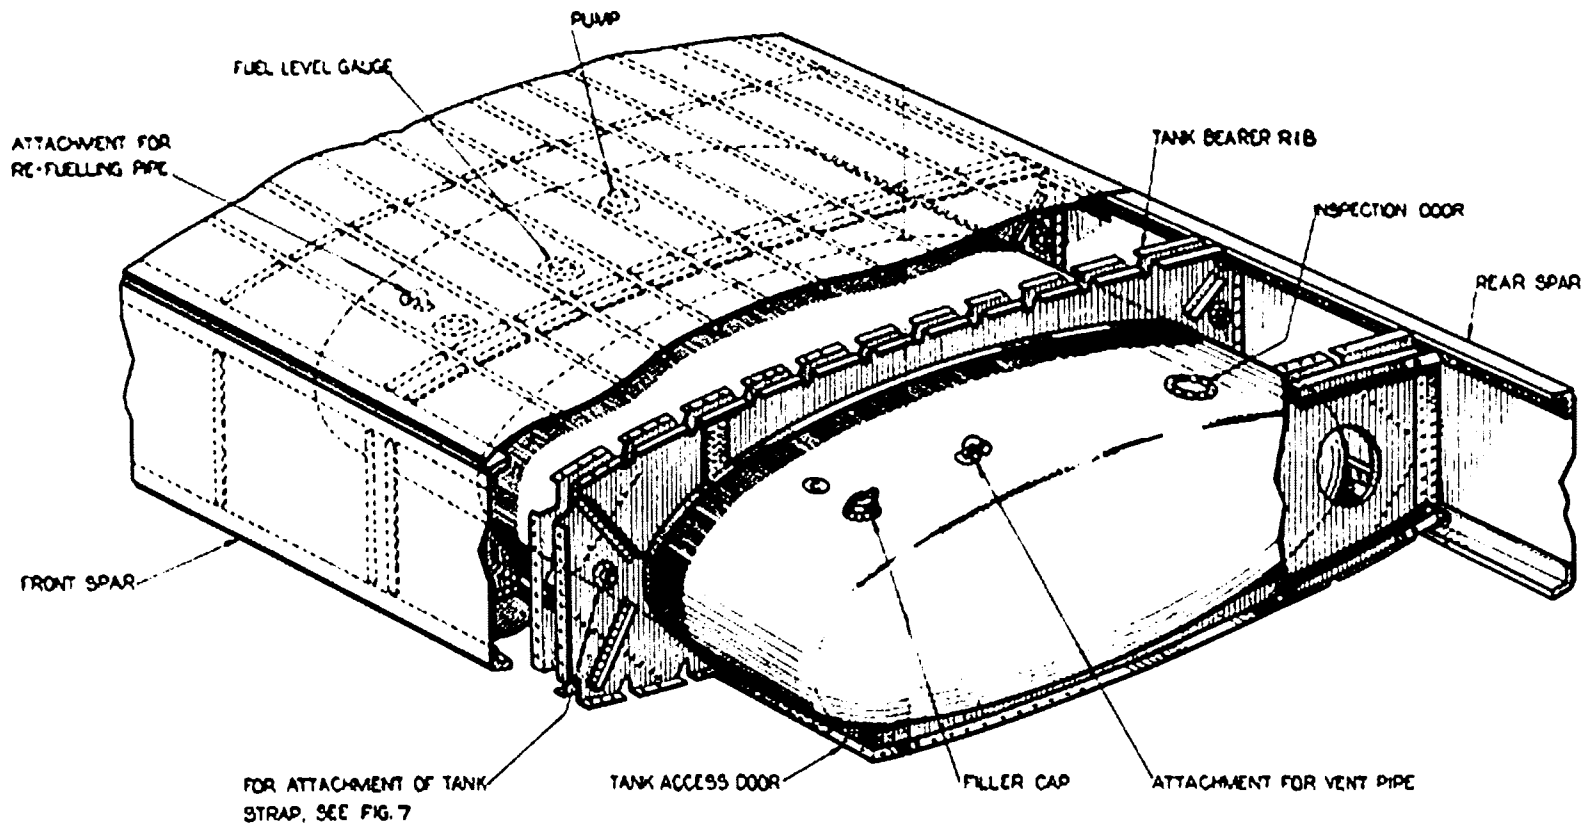 PUMP
FUEL LEVEL GAUGE
ATTACHMENT FOR
RE-FUELLING PIPE
TANK BEARER RIB
INSPECTION DOOR
REAR SPAR
FRONT SPAR
FOR ATTACHMENT OF TANK
STRAP, SEE FIG. 7
TANK ACCESS DOOR
FILLER CAP
ATTACHMENT FOR VENT PIPE